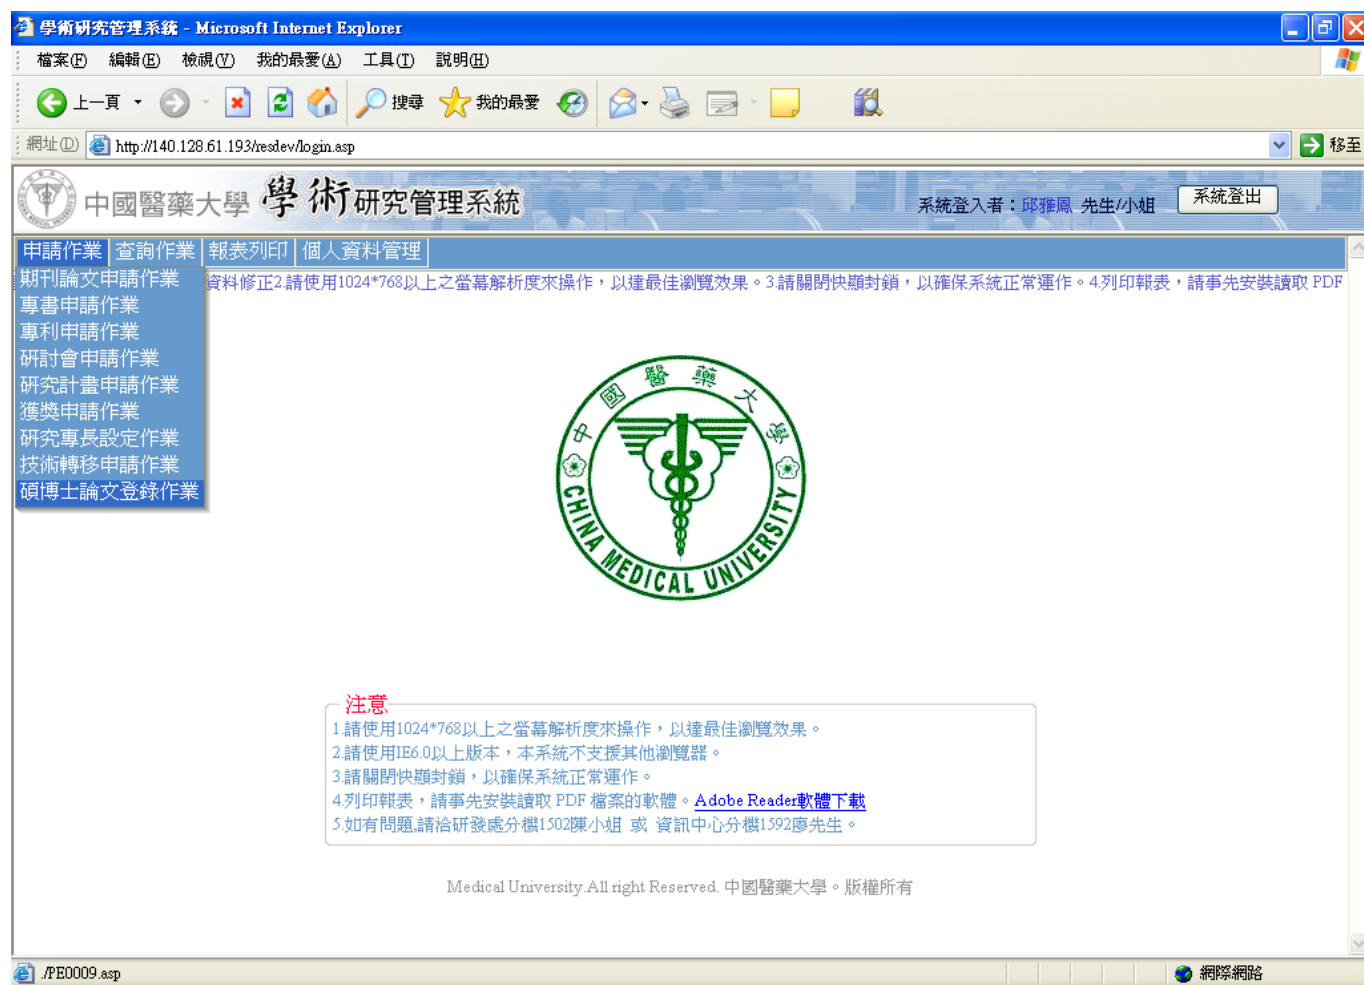 學術研究管理系統 - Microsoft Internet Explorer
檔案(F) 編輯(E) 檢視(V) 我的最愛(A) 工具(T) 說明(H)
上一頁 搜尋 我的最愛
網址(D) http://140.128.61.193/resdev/login.asp 移至
中國醫藥大學 學術研究管理系統 系統登入者：邱雅鳳 先生/小姐 系統登出
申請作業 查詢作業 報表列印 個人資料管理
資料修正2.請使用1024*768以上之螢幕解析度來操作，以達最佳瀏覽效果。3.請關閉快顯封鎖，以確保系統正常運作。4.列印報表，請事先安裝讀取 PDF
期刊論文申請作業
專書申請作業
專利申請作業
研討會申請作業
研究計畫申請作業
獲獎申請作業
研究專長設定作業
技術轉移申請作業
碩博士論文登錄作業
中國醫藥大學
CHINA MEDICAL UNIVERSITY
注意
1.請使用1024*768以上之螢幕解析度來操作，以達最佳瀏覽效果。
2.請使用IE6.0以上版本，本系統不支援其他瀏覽器。
3.請關閉快顯封鎖，以確保系統正常運作。
4.列印報表，請事先安裝讀取 PDF 檔案的軟體。Adobe Reader軟體下載
5.如有問題,請洽研發處分機1502陳小姐 或 資訊中心分機1592廖先生。
Medical University.All right Reserved. 中國醫藥大學。版權所有
./PE0009.asp 網際網路